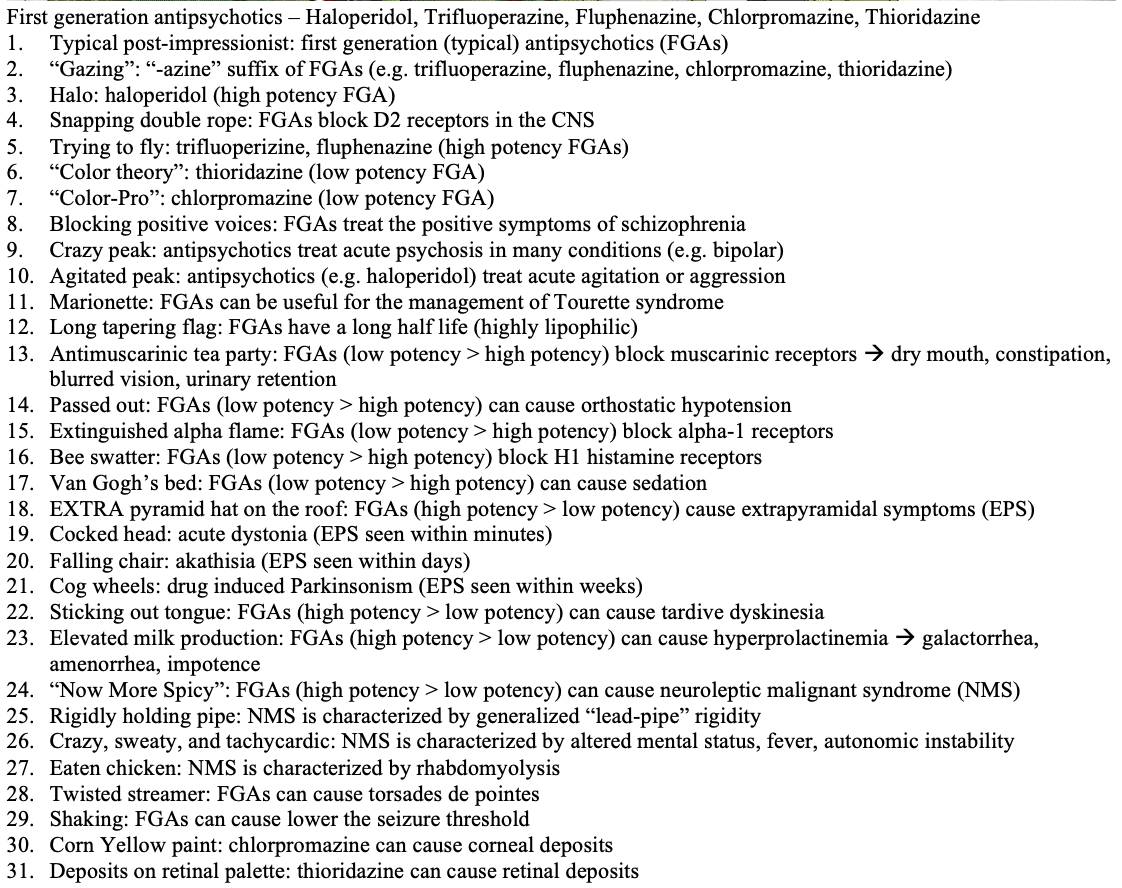 First generation antipsychotics – Haloperidol, Trifluoperazine, Fluphenazine, Chlorpromazine, Thioridazine
1. Typical post-impressionist: first generation (typical) antipsychotics (FGAs)
2. “Gazing”: “-azine” suffix of FGAs (e.g. trifluoperazine, fluphenazine, chlorpromazine, thioridazine)
3. Halo: haloperidol (high potency FGA)
4. Snapping double rope: FGAs block D2 receptors in the CNS
5. Trying to fly: trifluoperizine, fluphenazine (high potency FGAs)
6. “Color theory”: thioridazine (low potency FGA)
7. “Color-Pro”: chlorpromazine (low potency FGA)
8. Blocking positive voices: FGAs treat the positive symptoms of schizophrenia
9. Crazy peak: antipsychotics treat acute psychosis in many conditions (e.g. bipolar)
10. Agitated peak: antipsychotics (e.g. haloperidol) treat acute agitation or aggression
11. Marionette: FGAs can be useful for the management of Tourette syndrome
12. Long tapering flag: FGAs have a long half life (highly lipophilic)
13. Antimuscarinic tea party: FGAs (low potency > high potency) block muscarinic receptors → dry mouth, constipation,
blurred vision, urinary retention
14. Passed out: FGAs (low potency > high potency) can cause orthostatic hypotension
15. Extinguished alpha flame: FGAs (low potency > high potency) block alpha-1 receptors
16. Bee swatter: FGAs (low potency > high potency) block H1 histamine receptors
17. Van Gogh’s bed: FGAs (low potency > high potency) can cause sedation
18. EXTRA pyramid hat on the roof: FGAs (high potency > low potency) cause extrapyramidal symptoms (EPS)
19. Cocked head: acute dystonia (EPS seen within minutes)
20. Falling chair: akathisia (EPS seen within days)
21. Cog wheels: drug induced Parkinsonism (EPS seen within weeks)
22. Sticking out tongue: FGAs (high potency > low potency) can cause tardive dyskinesia
23. Elevated milk production: FGAs (high potency > low potency) can cause hyperprolactinemia → galactorrhea,
amenorrhea, impotence
24. “Now More Spicy”: FGAs (high potency > low potency) can cause neuroleptic malignant syndrome (NMS)
25. Rigidly holding pipe: NMS is characterized by generalized “lead-pipe” rigidity
26. Crazy, sweaty, and tachycardic: NMS is characterized by altered mental status, fever, autonomic instability
27. Eaten chicken: NMS is characterized by rhabdomyolysis
28. Twisted streamer: FGAs can cause torsades de pointes
29. Shaking: FGAs can cause lower the seizure threshold
30. Corn Yellow paint: chlorpromazine can cause corneal deposits
31. Deposits on retinal palette: thioridazine can cause retinal deposits